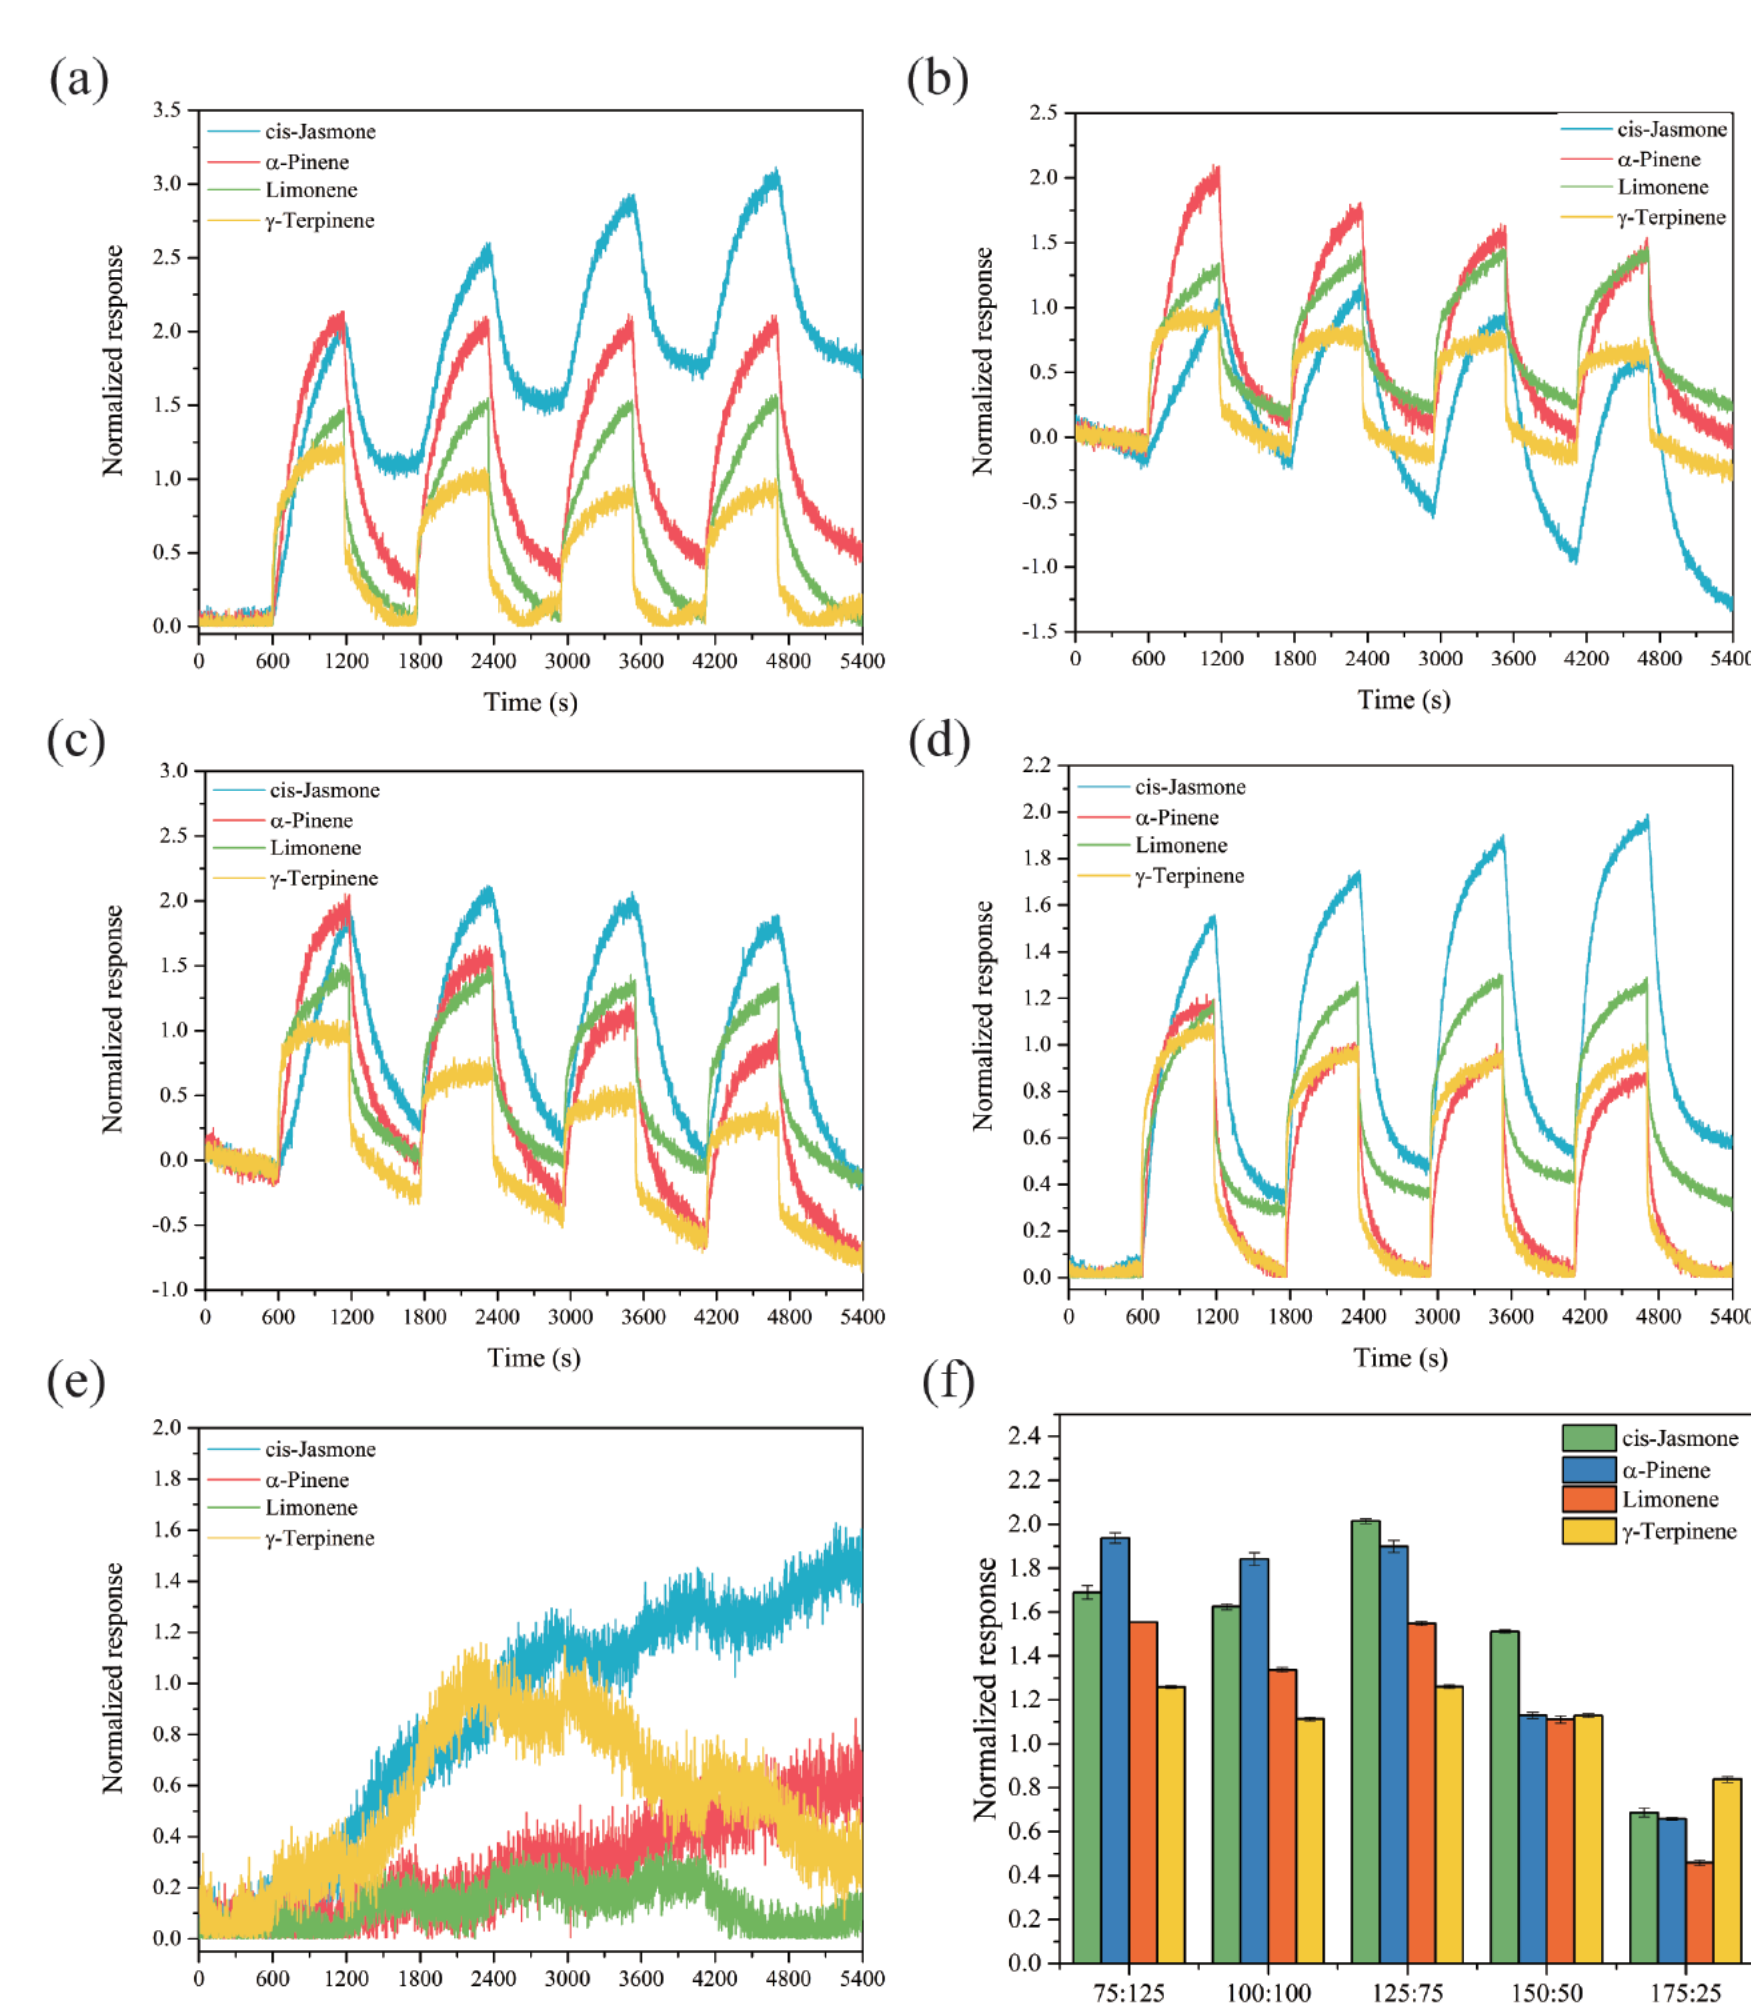 (a)
3.5
3.0
2.5
2.0
1.5
1.0
0.5
0.0
Normalized response
cis-Jasmone
α-Pinene
Limonene
γ-Terpinene
0 600 1200 1800 2400 3000 3600 4200 4800 5400
Time (s)
(b)
2.5
2.0
1.5
1.0
0.5
0.0
-0.5
-1.0
-1.5
Normalized response
cis-Jasmone
α-Pinene
Limonene
γ-Terpinene
0 600 1200 1800 2400 3000 3600 4200 4800 5400
Time (s)
(c)
3.0
2.5
2.0
1.5
1.0
0.5
0.0
-0.5
-1.0
Normalized response
cis-Jasmone
α-Pinene
Limonene
γ-Terpinene
0 600 1200 1800 2400 3000 3600 4200 4800 5400
Time (s)
(d)
2.2
2.0
1.8
1.6
1.4
1.2
1.0
0.8
0.6
0.4
0.2
0.0
Normalized response
cis-Jasmone
α-Pinene
Limonene
γ-Terpinene
0 600 1200 1800 2400 3000 3600 4200 4800 5400
Time (s)
(e)
2.0
1.8
1.6
1.4
1.2
1.0
0.8
0.6
0.4
0.2
0.0
Normalized response
cis-Jasmone
α-Pinene
Limonene
γ-Terpinene
0 600 1200 1800 2400 3000 3600 4200 4800 5400
(f)
2.4
2.2
2.0
1.8
1.6
1.4
1.2
1.0
0.8
0.6
0.4
0.2
0.0
Normalized response
cis-Jasmone
α-Pinene
Limonene
γ-Terpinene
75:125 100:100 125:75 150:50 175:25